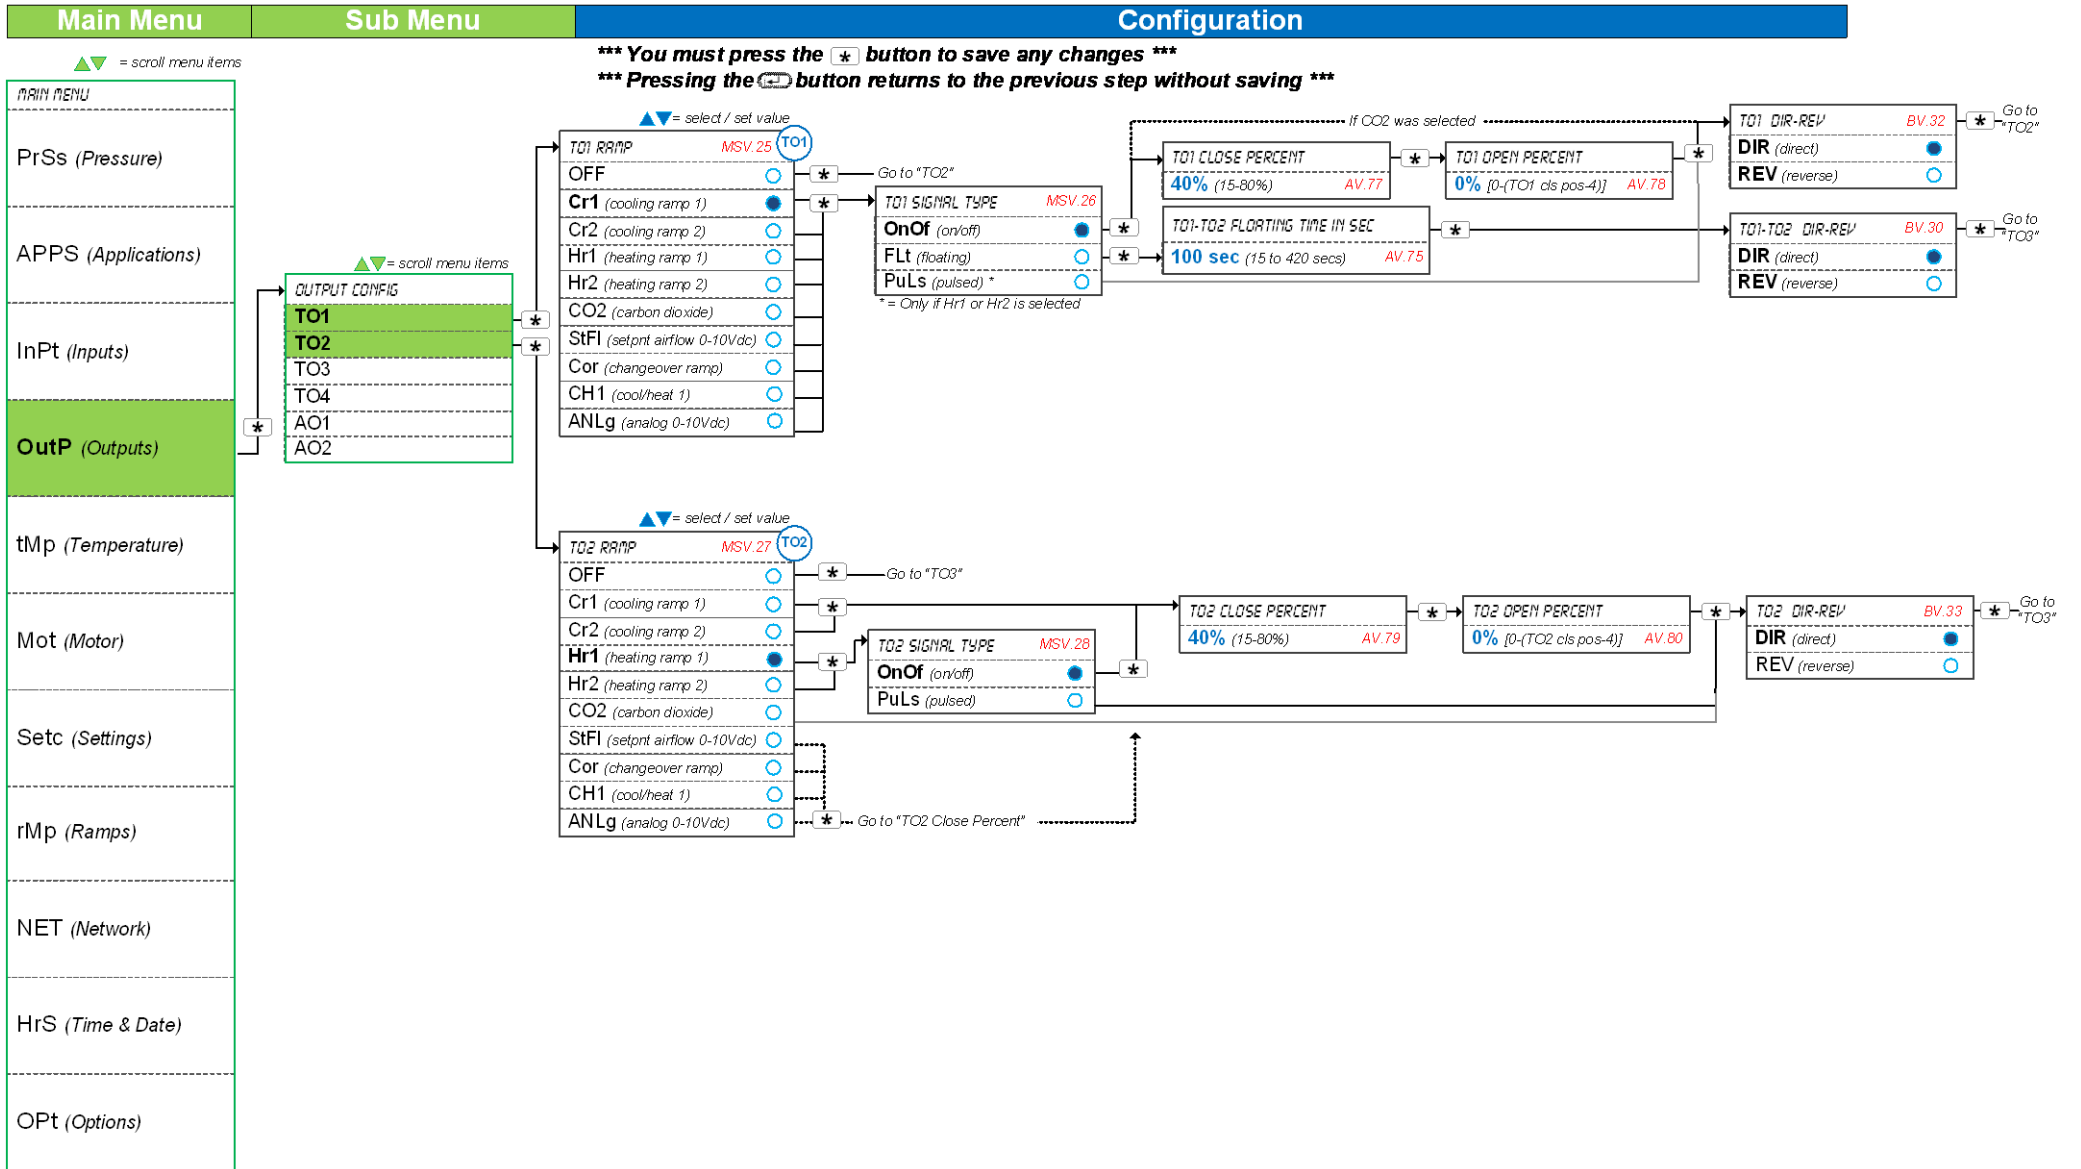 Main Menu
Sub Menu
Configuration
*** You must press the * button to save any changes ***
*** Pressing the button returns to the previous step without saving ***
= scroll menu items
MAIN MENU
PrSs (Pressure)
APPS (Applications)
InPt (Inputs)
OutP (Outputs)
tMp (Temperature)
Mot (Motor)
Setc (Settings)
rMp (Ramps)
NET (Network)
HrS (Time & Date)
OPt (Options)
*
= scroll menu items
OUTPUT CONFIG
TO1
TO2
TO3
TO4
AO1
AO2
*
*
= select / set value
TO1 RAMP MSV.25 TO1
OFF
Cr1 (cooling ramp 1)
Cr2 (cooling ramp 2)
Hr1 (heating ramp 1)
Hr2 (heating ramp 2)
CO2 (carbon dioxide)
StFl (setpnt airflow 0-10Vdc)
Cor (changeover ramp)
CH1 (cool/heat 1)
ANLg (analog 0-10Vdc)
* Go to "TO2"
*
TO1 SIGNAL TYPE MSV.26
OnOf (on/off)
FLt (floating)
PuLs (pulsed) *
* = Only if Hr1 or Hr2 is selected
*
*
If CO2 was selected
TO1 CLOSE PERCENT
40% (15-80%) AV.77
*
TO1 OPEN PERCENT
0% [0-(TO1 cls pos-4)] AV.78
*
TO1 DIR-REV BV.32
DIR (direct)
REV (reverse)
* Go to
"TO2"
TO1-TO2 FLOATING TIME IN SEC
100 sec (15 to 420 secs) AV.75
*
TO1-TO2 DIR-REV BV.30
DIR (direct)
REV (reverse)
* Go to
"TO3"
= select / set value
TO2 RAMP MSV.27 TO2
OFF
Cr1 (cooling ramp 1)
Cr2 (cooling ramp 2)
Hr1 (heating ramp 1)
Hr2 (heating ramp 2)
CO2 (carbon dioxide)
StFl (setpnt airflow 0-10Vdc)
Cor (changeover ramp)
CH1 (cool/heat 1)
ANLg (analog 0-10Vdc)
* Go to "TO3"
*
*
TO2 SIGNAL TYPE MSV.28
OnOf (on/off)
PuLs (pulsed)
*
* Go to "TO2 Close Percent"
TO2 CLOSE PERCENT
40% (15-80%) AV.79
*
TO2 OPEN PERCENT
0% [0-(TO2 cls pos-4)] AV.80
*
TO2 DIR-REV BV.33
DIR (direct)
REV (reverse)
* Go to
"TO3"